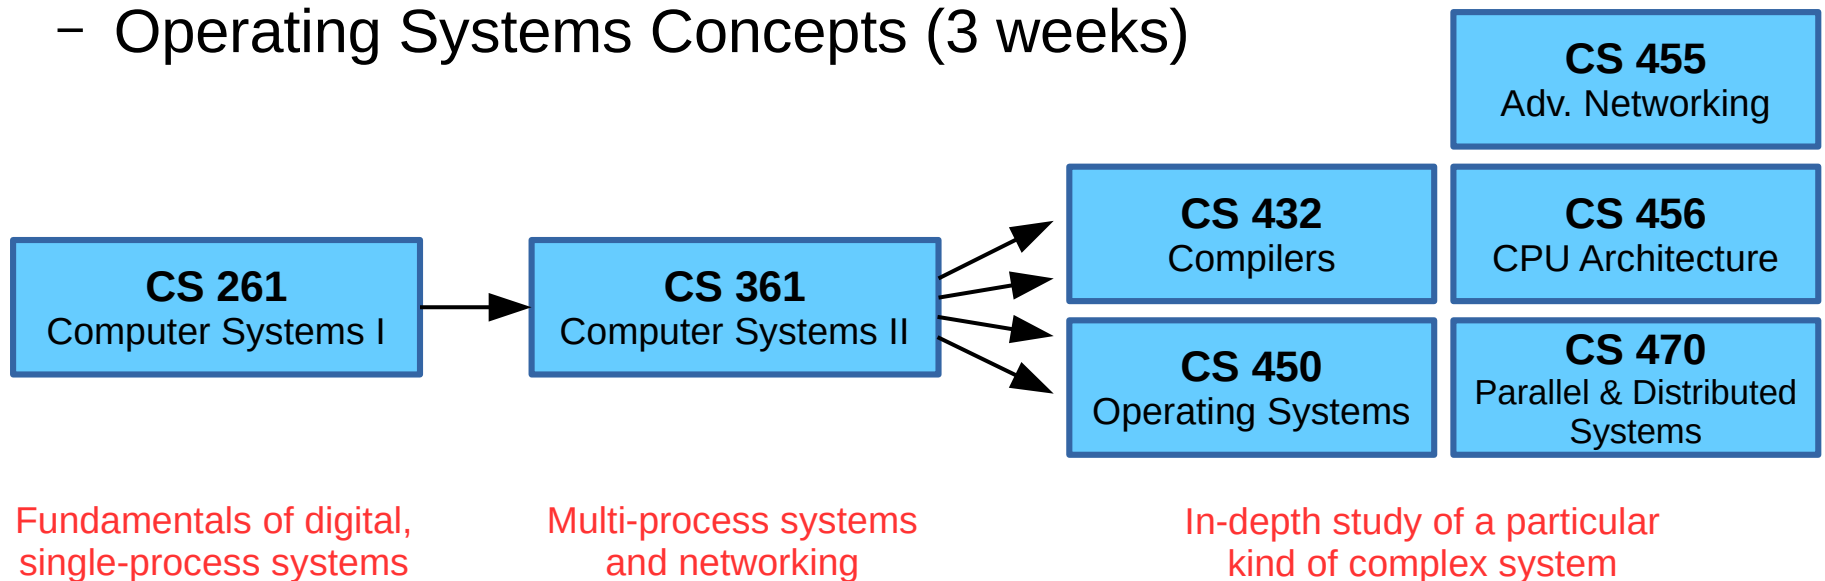 – Operating Systems Concepts (3 weeks)
CS 455
Adv. Networking
CS 432
Compilers
CS 456
CPU Architecture
CS 261
Computer Systems I
CS 361
Computer Systems II
CS 450
Operating Systems
CS 470
Parallel & Distributed
Systems
Fundamentals of digital,
single-process systems
Multi-process systems
and networking
In-depth study of a particular
kind of complex system